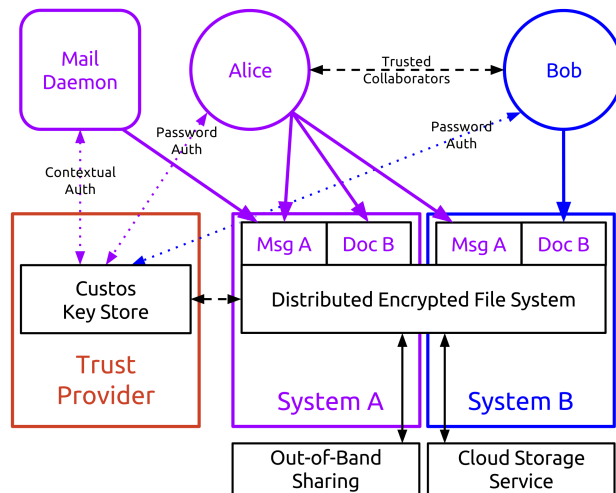 Mail
Daemon
Alice
Trusted
Collaborators
Bob
Password
Auth
Password
Auth
Contextual
Auth
Msg A
Doc B
Msg A
Doc B
Custos
Key Store
Distributed Encrypted File System
Trust
Provider
System A
System B
Out-of-Band
Sharing
Cloud Storage
Service